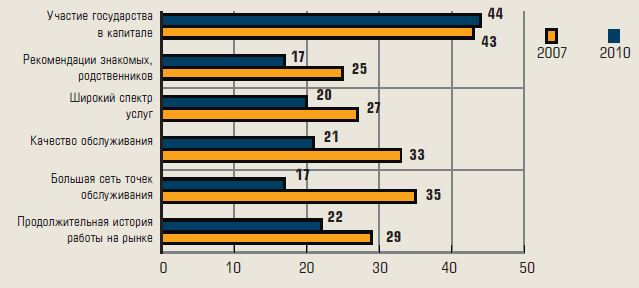 Участие государства
в капитале
44
43
Рекомендации знакомых,
родственников
17
25
Широкий спектр
услуг
20
27
Качество обслуживания
21
33
Большая сеть точек
обслуживания
17
35
Продолжительная история
работы на рынке
22
29
0 10 20 30 40 50
2007 2010